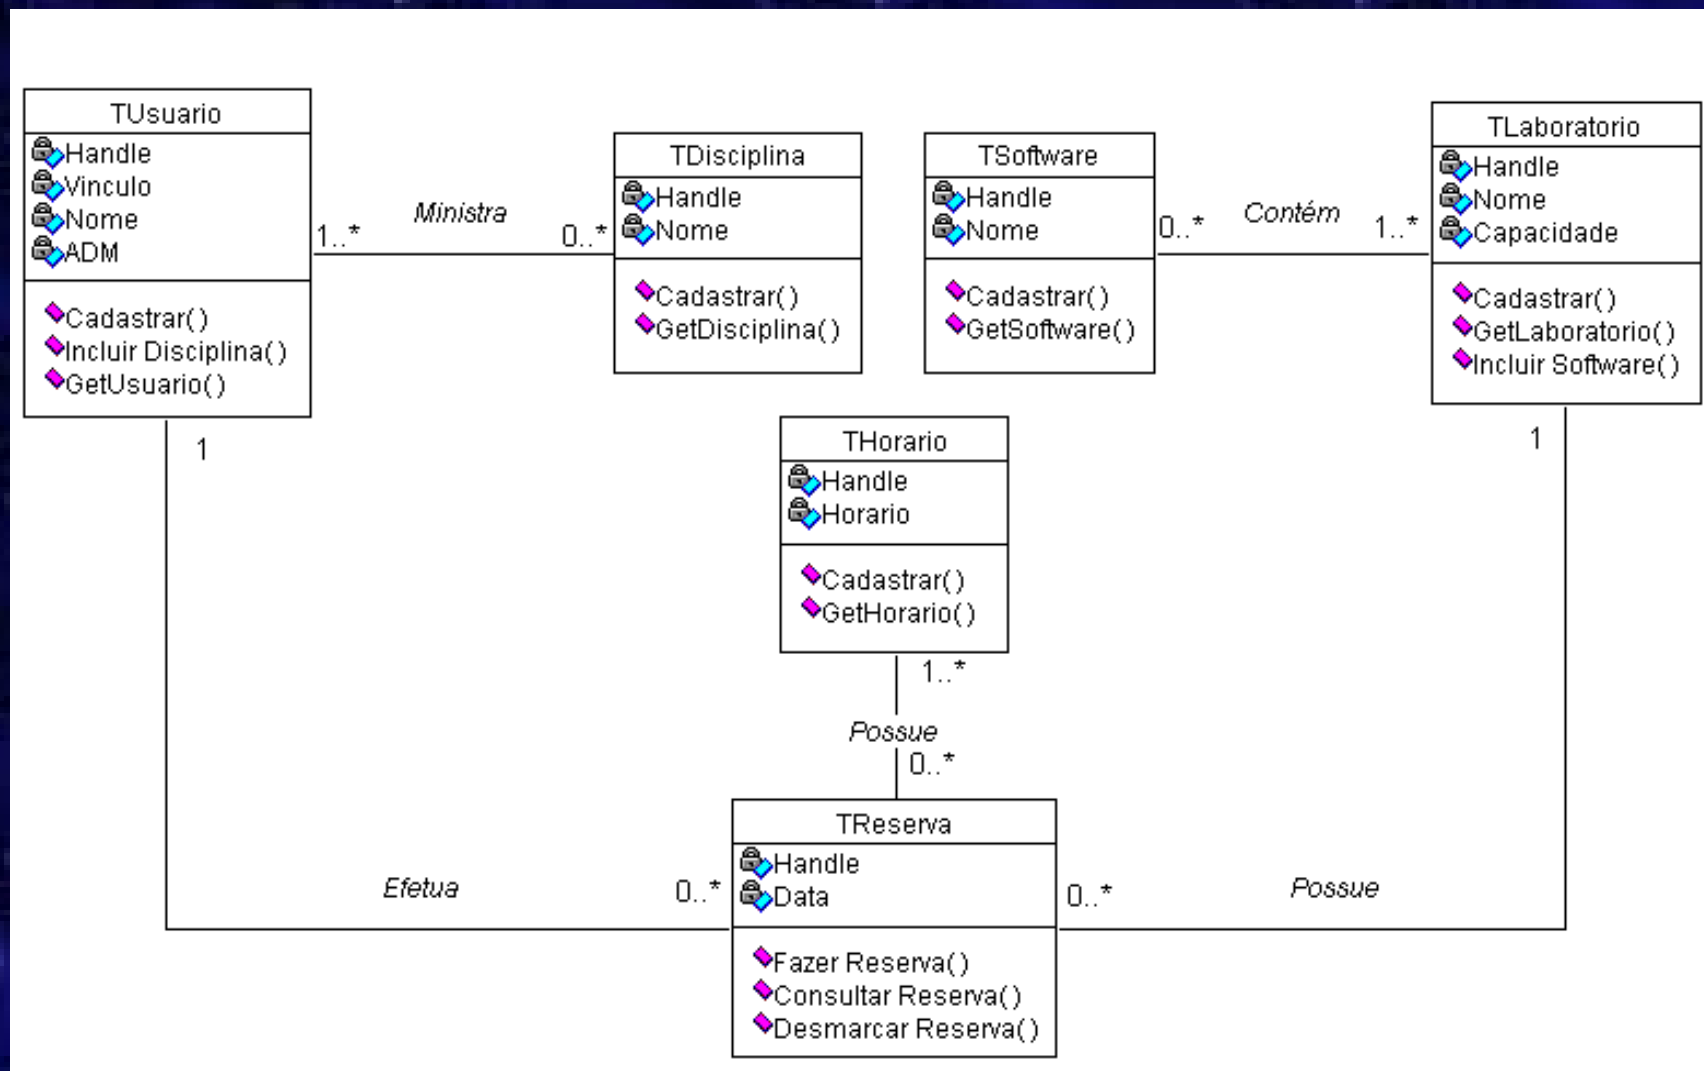 TUsuario
Handle
Vinculo
Nome
ADM
Cadastrar()
Incluir Disciplina()
GetUsuario()
1..*
Ministra
0..*
TDisciplina
Handle
Nome
Cadastrar()
GetDisciplina()
TSoftware
Handle
Nome
Cadastrar()
GetSoftware()
0..*
Contém
1..*
TLaboratorio
Handle
Nome
Capacidade
Cadastrar()
GetLaboratorio()
Incluir Software()
1
1
THorario
Handle
Horario
Cadastrar()
GetHorario()
1..*
Possue
0..*
TReserva
Handle
Data
Fazer Reserva()
Consultar Reserva()
Desmarcar Reserva()
Efetua
0..*
0..*
Possue